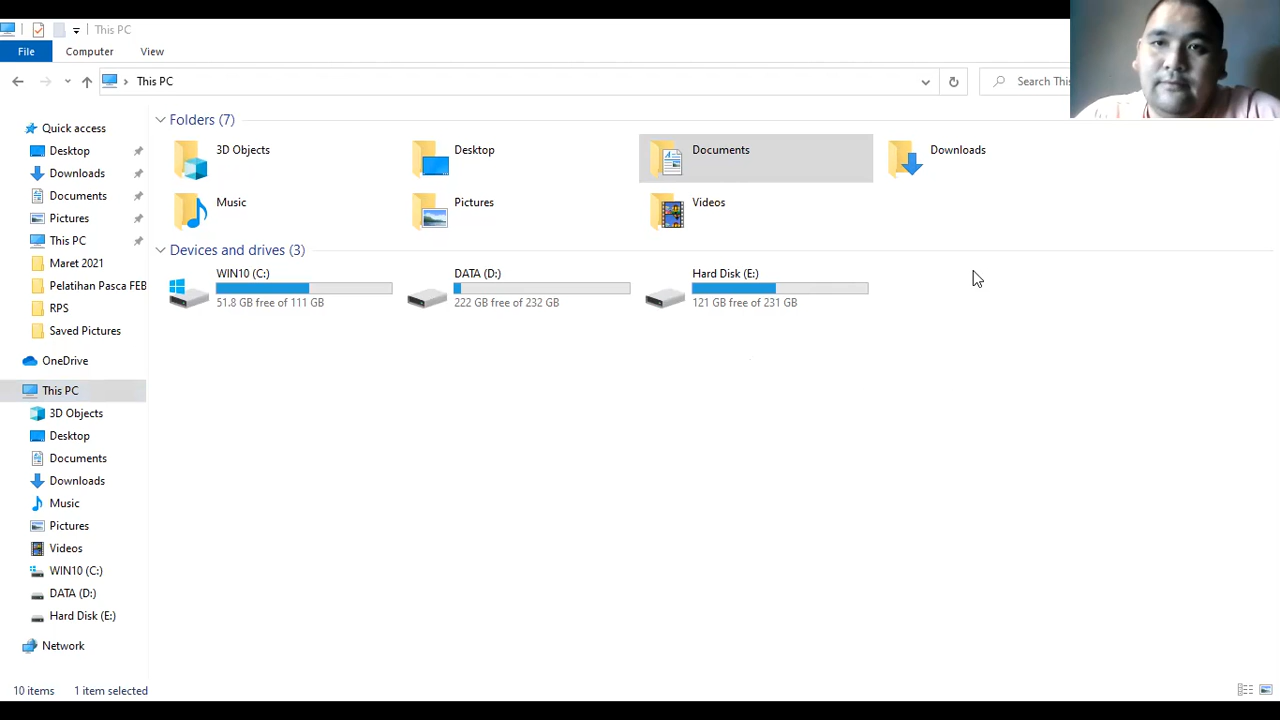 This PC
File
Computer
View
This PC
Search This
Quick access
Desktop
Downloads
Documents
Pictures
This PC
Maret 2021
Pelatihan Pasca FEB
RPS
Saved Pictures
OneDrive
This PC
3D Objects
Desktop
Documents
Downloads
Music
Pictures
Videos
WIN10 (C:)
DATA (D:)
Hard Disk (E:)
Network
Folders (7)
3D Objects
Desktop
Documents
Downloads
Music
Pictures
Videos
Devices and drives (3)
WIN10 (C:)
51.8 GB free of 111 GB
DATA (D:)
222 GB free of 232 GB
Hard Disk (E:)
121 GB free of 231 GB
10 items
1 item selected